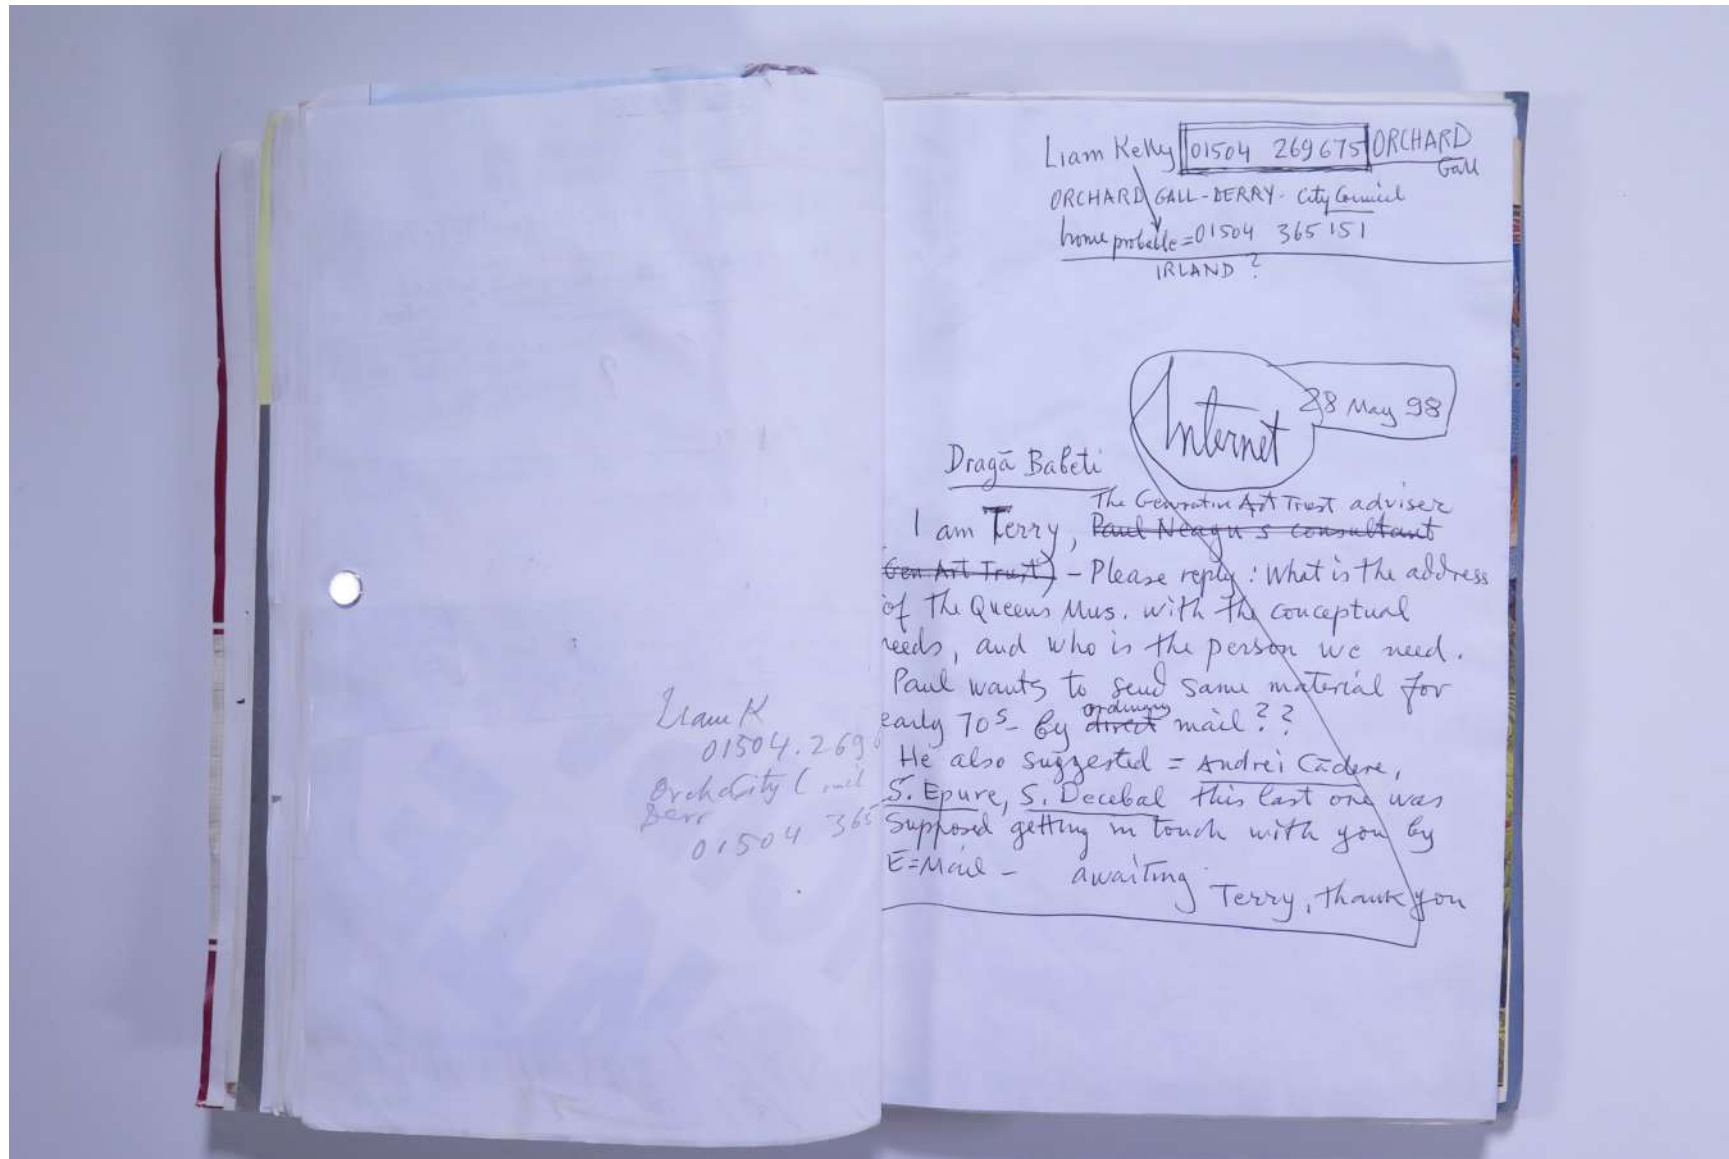 Liam K
01504.269
Orch City C
Derr
01504 365
Liam Kelly 01504 269675 ORCHARD
Gall
ORCHARD GALL-DERRY- City Council
home probable=01504 365151
IRLAND ?
Internet
28 May 98
Dragă Babeti
The Generative Art Trust adviser
I am Terry, Paul Neagu's consultant
Gen. Art Trust) - Please reply: What is the address
of The Queens Mus. with the conceptual
needs, and who is the person we need.
Paul wants to send same material for
ordinary
early 70s - by direct mail??
He also suggested = Andrei Cădere,
S. Epure, S. Decebal this last one was
supposed getting in touch with you by
E=Mail - awaiting
Terry, thank you